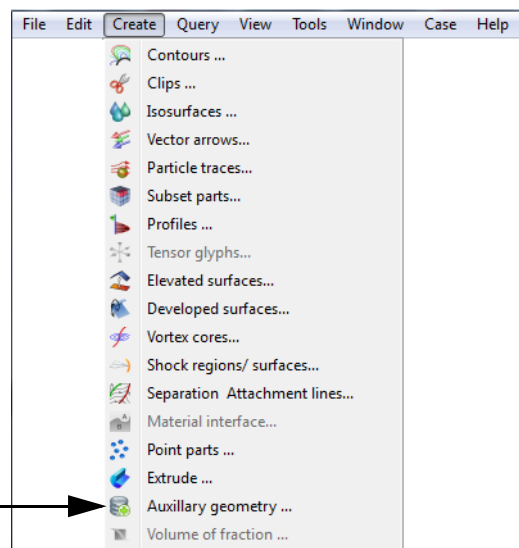 File Edit Create Query View Tools Window Case Help
Contours ...
Clips ...
Isosurfaces ...
Vector arrows...
Particle traces...
Subset parts...
Profiles ...
Tensor glyphs...
Elevated surfaces...
Developed surfaces...
Vortex cores...
Shock regions/ surfaces...
Separation Attachment lines...
Material interface...
Point parts ...
Extrude ...
Auxillary geometry ...
Volume of fraction ...